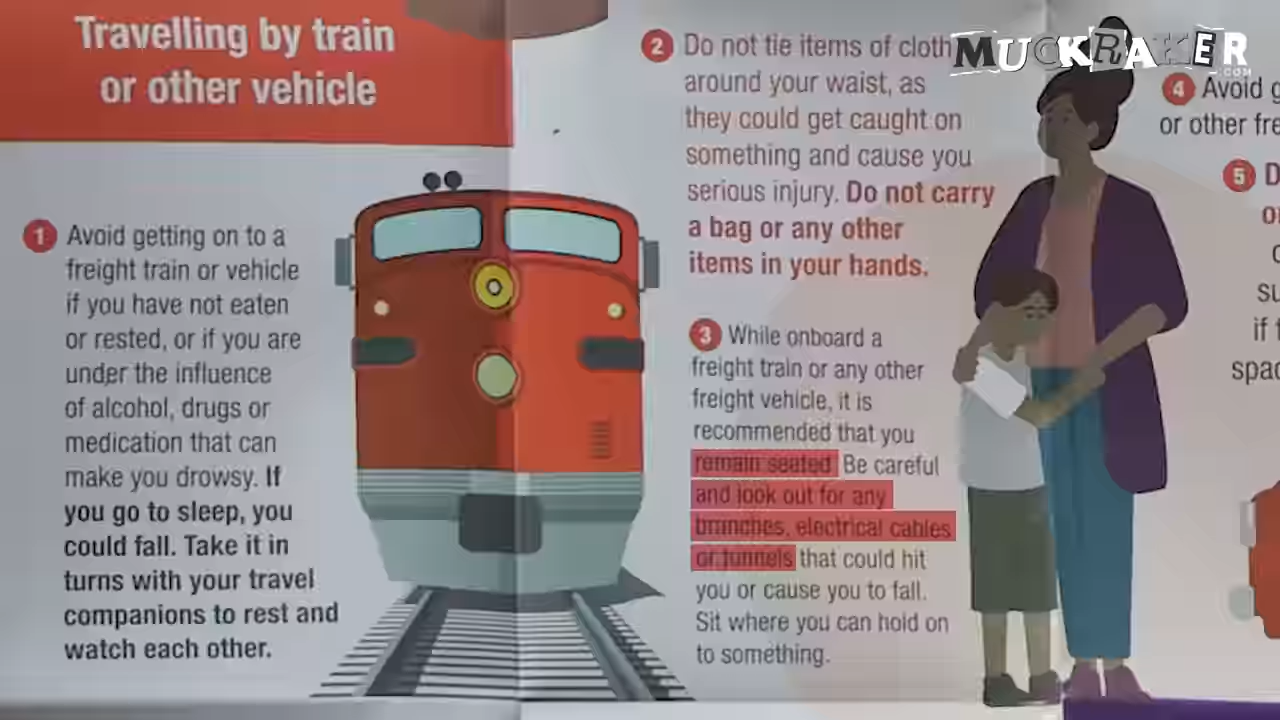 Travelling by train
or other vehicle
1 Avoid getting on to a
freight train or vehicle
if you have not eaten
or rested, or if you are
under the influence
of alcohol, drugs or
medication that can
make you drowsy. If
you go to sleep, you
could fall. Take it in
turns with your travel
companions to rest and
watch each other.
2 Do not tie items of cloth
around your waist, as
they could get caught on
something and cause you
serious injury. Do not carry
a bag or any other
items in your hands.
3 While onboard a
freight train or any other
freight vehicle, it is
recommended that you
remain seated. Be careful
and look out for any
branches, electrical cables
or tunnels that could hit
you or cause you to fall.
Sit where you can hold on
to something.
MUCKRAKER
.COM
4 Avoid
or other
5
if